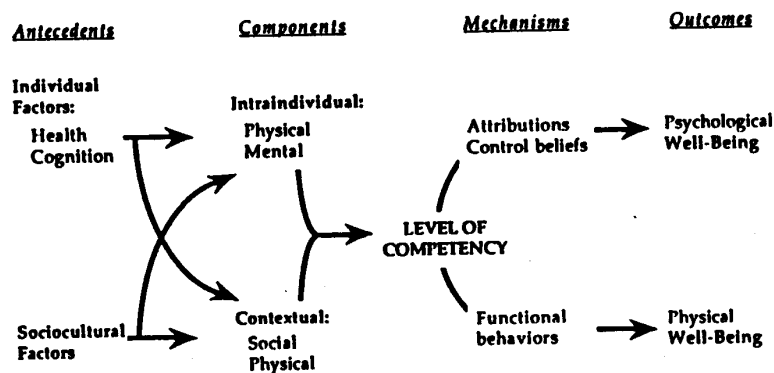 Antecedents
Components
Mechanisms
Outcomes
Individual
Factors:
Health
Cognition
Intraindividual:
Physical
Mental
Attributions
Control beliefs
Psychological
Well-Being
LEVEL OF
COMPETENCY
Sociocultural
Factors
Contextual:
Social
Physical
Functional
behaviors
Physical
Well-Being